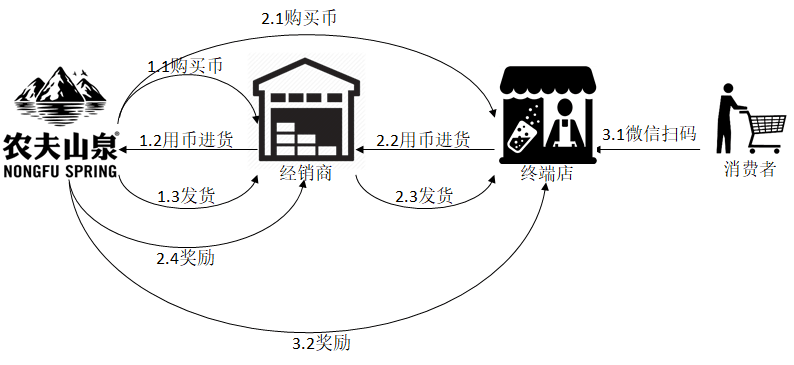 2.1购买币
1.1购买币
农夫山泉®
NONGFU SPRING
1.2用币进货
2.2用币进货
3.1微信扫码
经销商
终端店
消费者
1.3发货
2.3发货
2.4奖励
3.2奖励